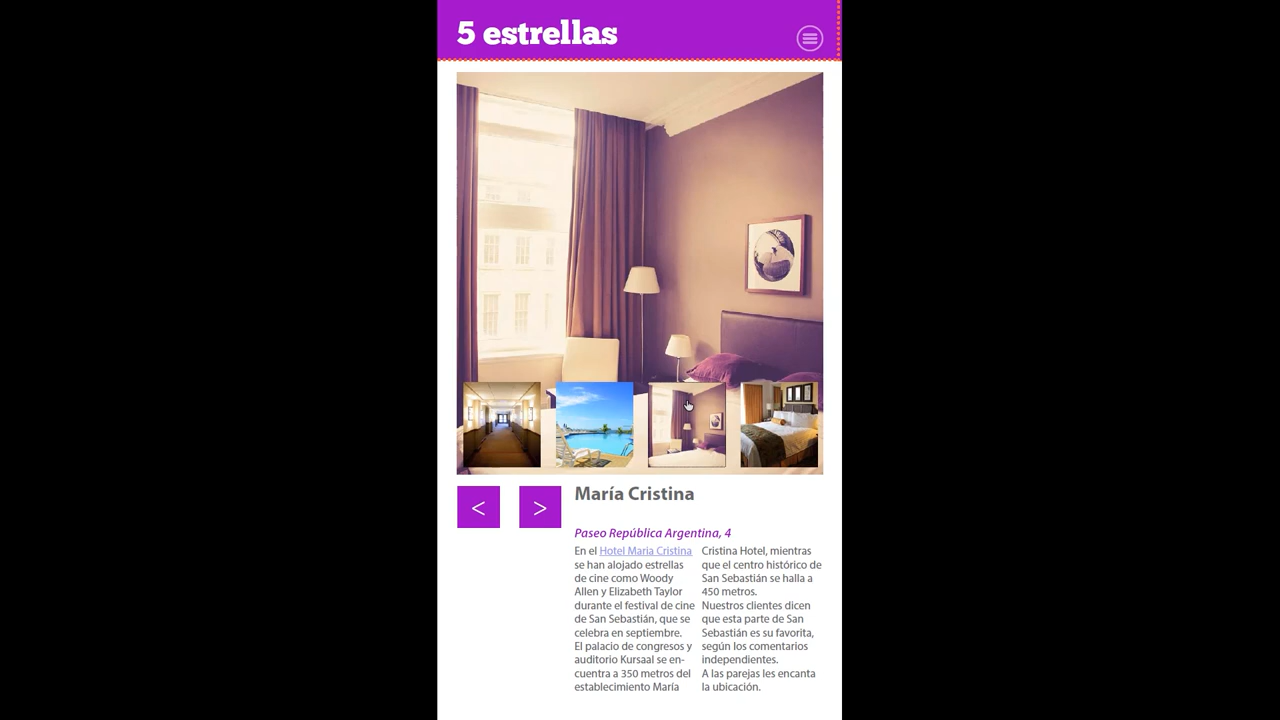 5 estrellas
<
>
María Cristina
Paseo República Argentina, 4
En el Hotel Maria Cristina
se han alojado estrellas
de cine como Woody
Allen y Elizabeth Taylor
durante el festival de cine
de San Sebastián, que se
celebra en septiembre.
El palacio de congresos y
auditorio Kursaal se en-
cuentra a 350 metros del
establecimiento María
Cristina Hotel, mientras
que el centro histórico de
San Sebastián se halla a
450 metros.
Nuestros clientes dicen
que esta parte de San
Sebastián es su favorita,
según los comentarios
independientes.
A las parejas les encanta
la ubicación.